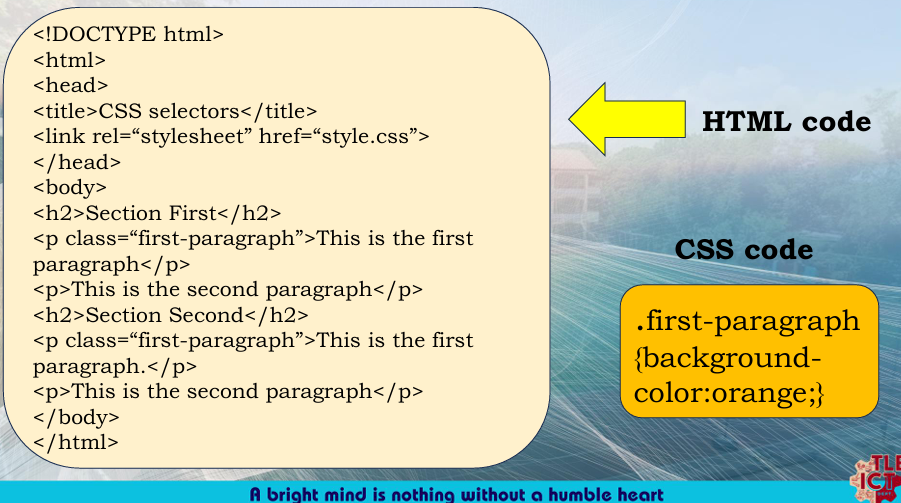 <!DOCTYPE html>
<html>
<head>
<title>CSS selectors</title>
<link rel=“stylesheet” href=“style.css”>
</head>
<body>
<h2>Section First</h2>
<p class=“first-paragraph”>This is the first
paragraph</p>
<p>This is the second paragraph</p>
<h2>Section Second</h2>
<p class=“first-paragraph”>This is the first
paragraph.</p>
<p>This is the second paragraph</p>
</body>
</html>
HTML code
CSS code
.first-paragraph
{background-
color:orange;}
A bright mind is nothing without a humble heart
TLE
ICT